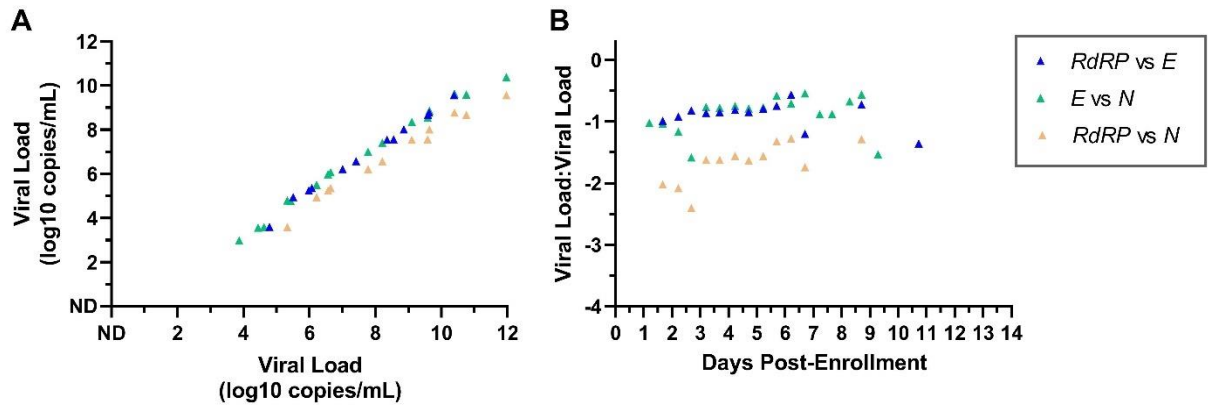 A
Viral Load
(log10 copies/mL)
12
10
8
6
4
2
ND
ND 2 4 6 8 10 12
Viral Load
(log10 copies/mL)
B
Viral Load:Viral Load
0
-1
-2
-3
-4
0 1 2 3 4 5 6 7 8 9 10 11 12 13 14
Days Post-Enrollment
RdRP vs E
E vs N
RdRP vs N